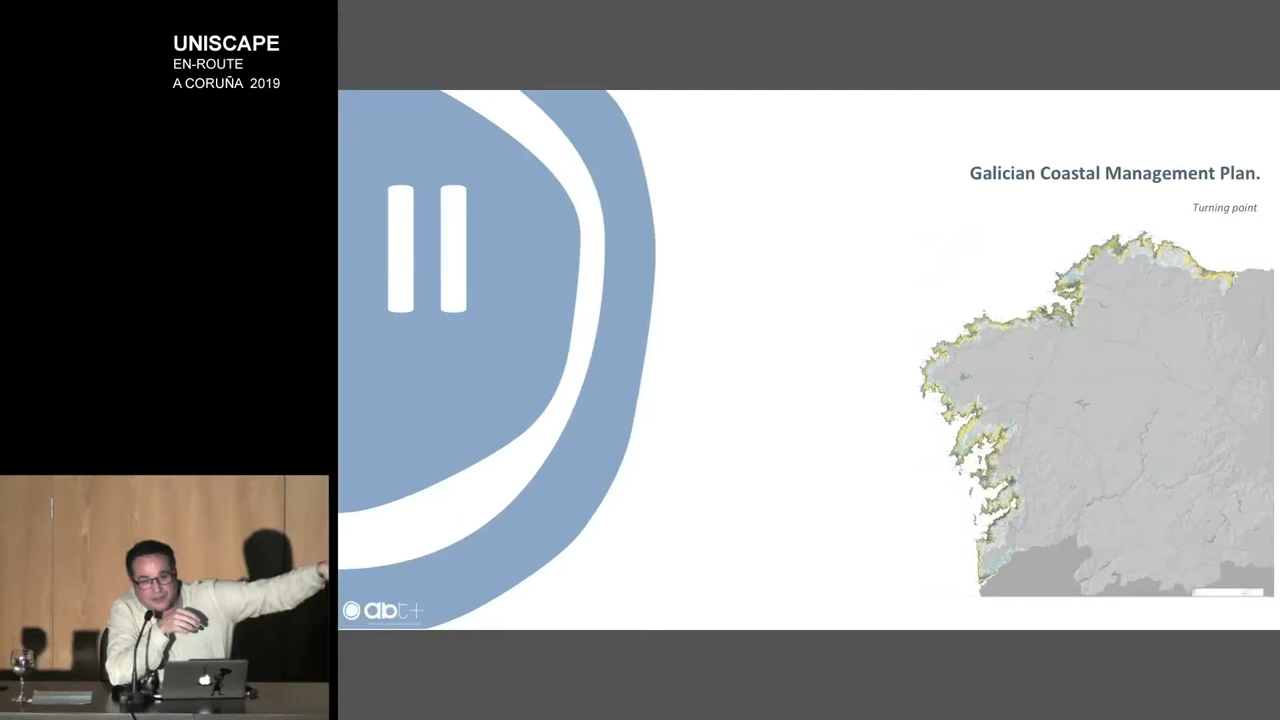 UNISCAPE
EN-ROUTE
A CORUÑA 2019
II
Galician Coastal Management Plan.
Turning point
abt+